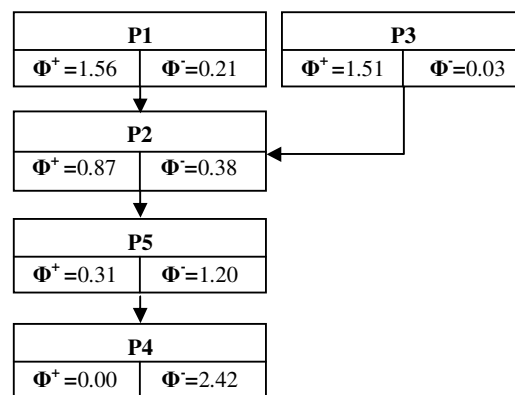 P1
Φ⁺=1.56 Φ⁻=0.21
P3
Φ⁺=1.51 Φ⁻=0.03
P2
Φ⁺=0.87 Φ⁻=0.38
P5
Φ⁺=0.31 Φ⁻=1.20
P4
Φ⁺=0.00 Φ⁻=2.42